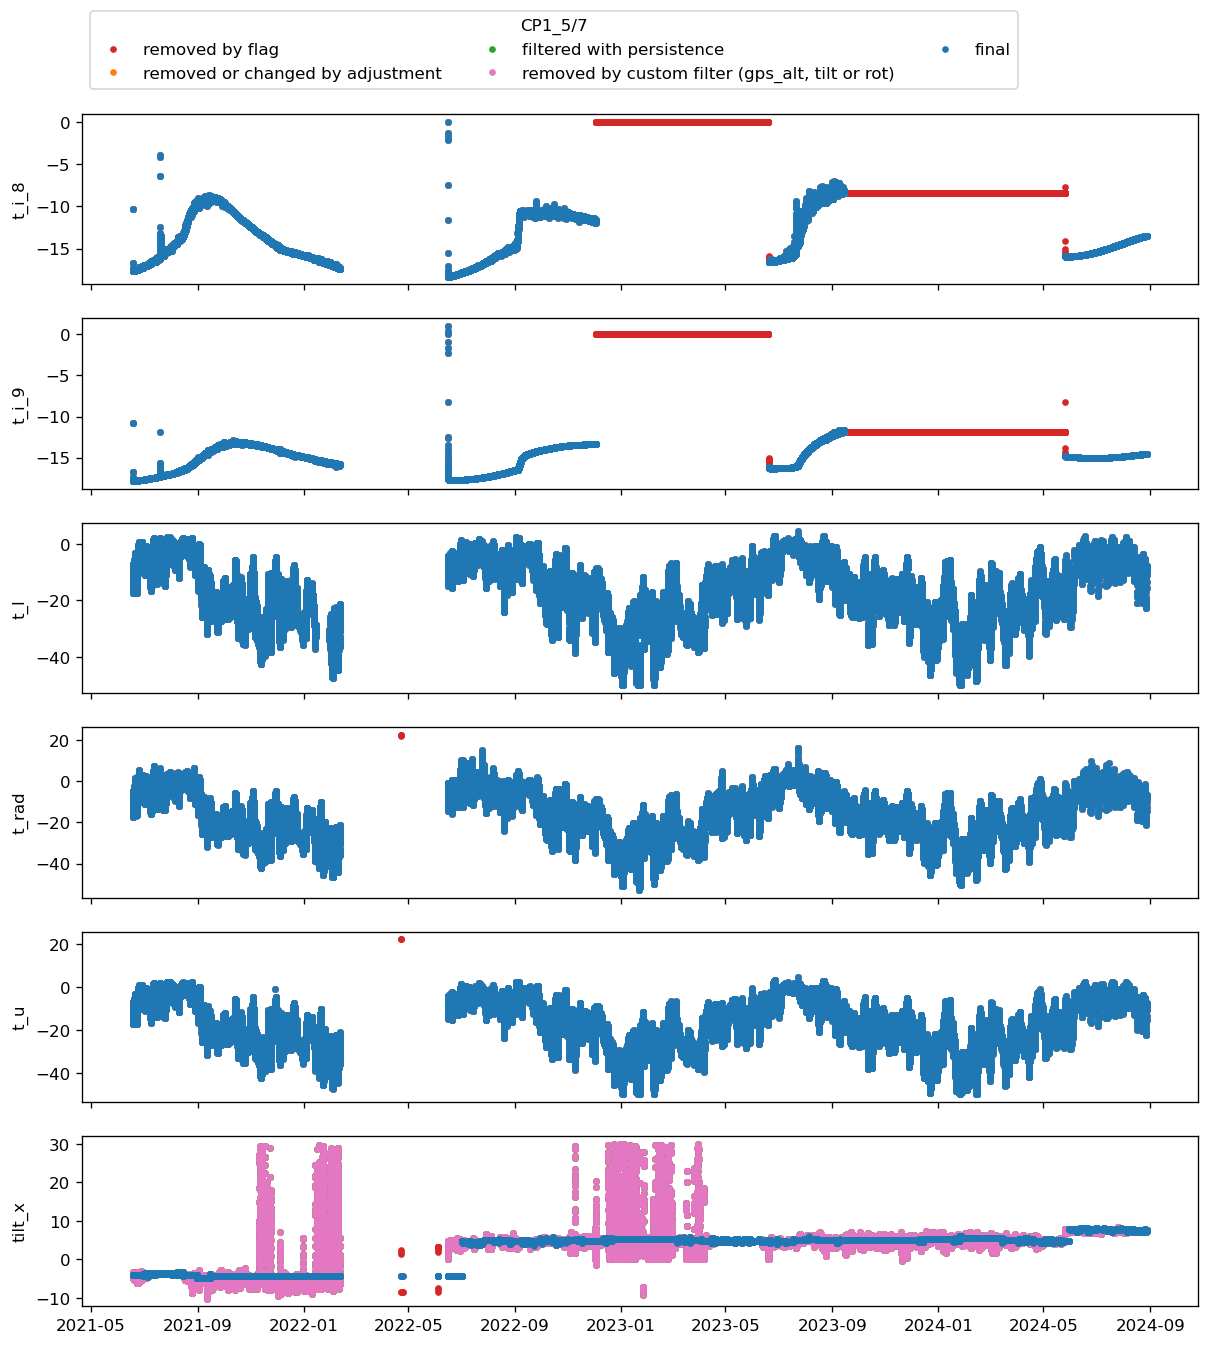 CP1_5/7
removed by flag
filtered with persistence
final
removed or changed by adjustment
removed by custom filter (gps_alt, tilt or rot)
0
−5
−10
−15
t_i_8
0
−5
−10
−15
t_i_9
0
−20
−40
t_l
20
0
−20
−40
t_rad
20
0
−20
−40
t_u
30
20
10
0
−10
tilt_x
2021-05
2021-09
2022-01
2022-05
2022-09
2023-01
2023-05
2023-09
2024-01
2024-05
2024-09